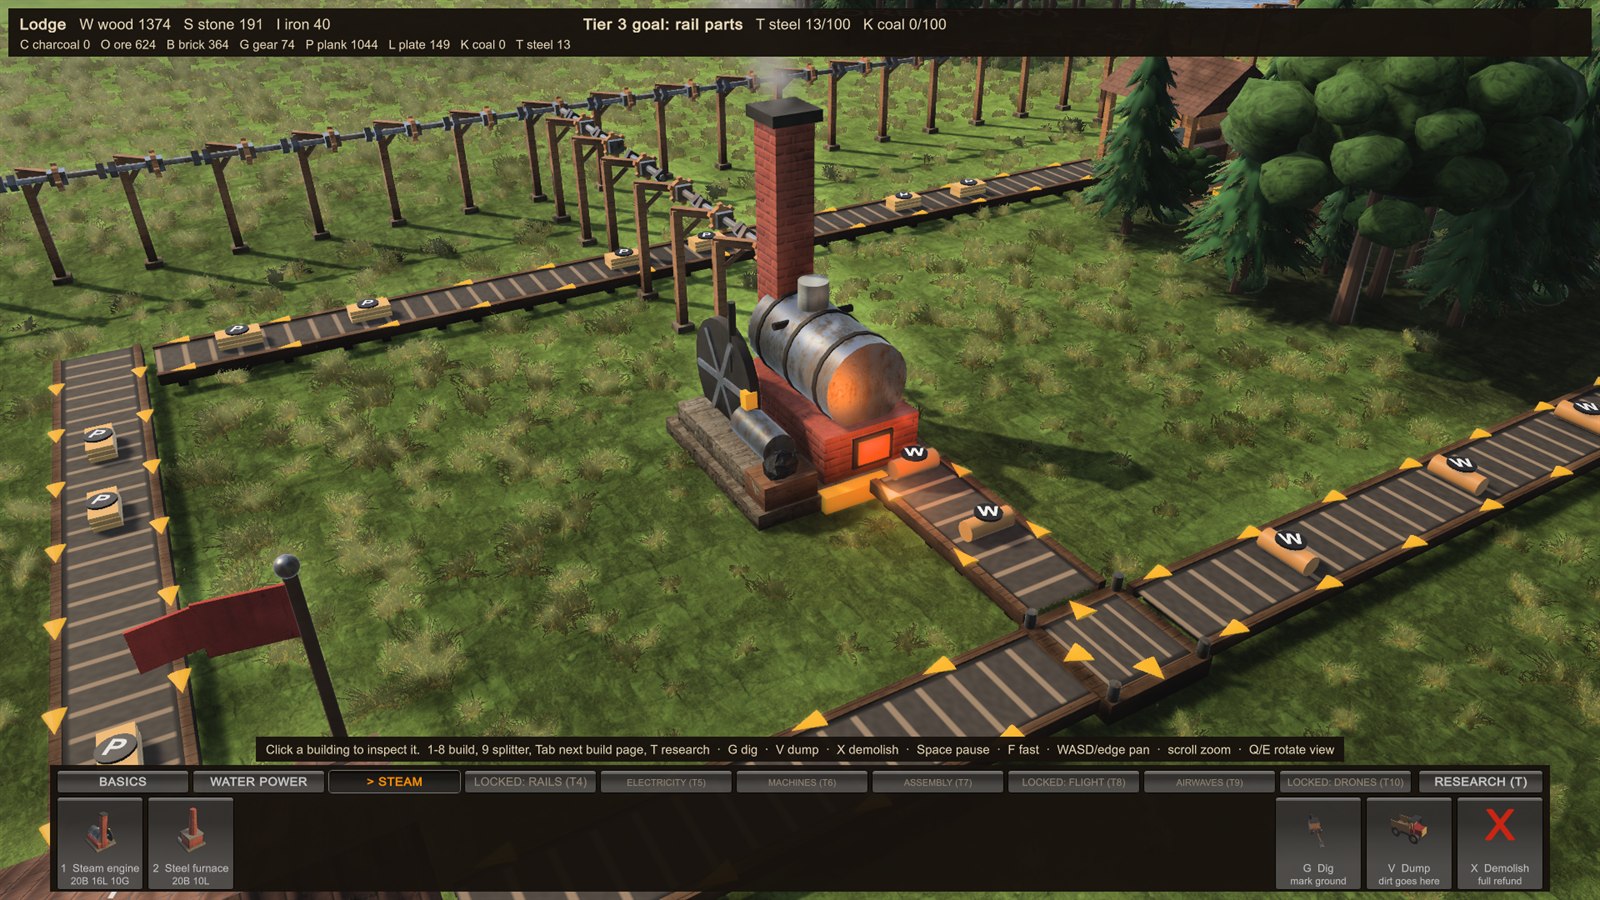 Lodge W wood 1374 S stone 191 I iron 40
Tier 3 goal: rail parts T steel 13/100 K coal 0/100
C charcoal 0 O ore 624 B brick 364 G gear 74 P plank 1044 L plate 149 K coal 0 T steel 13
P
P
P
P
W
P
W
P
W
W
W
P
Click a building to inspect it. 1-8 build, 9 splitter, Tab next build page, T research · G dig · V dump · X demolish · Space pause · F fast · WASD/edge pan · scroll zoom · Q/E rotate view
BASICS
WATER POWER
> STEAM
LOCKED: RAILS (T4)
ELECTRICITY (T5)
MACHINES (T6)
ASSEMBLY (T7)
LOCKED: FLIGHT (T8)
AIRWAVES (T9)
LOCKED: DRONES (T10)
RESEARCH (T)
1 Steam engine
20B 16L 10G
2 Steel furnace
20B 10L
G Dig
mark ground
V Dump
dirt goes here
X Demolish
full refund